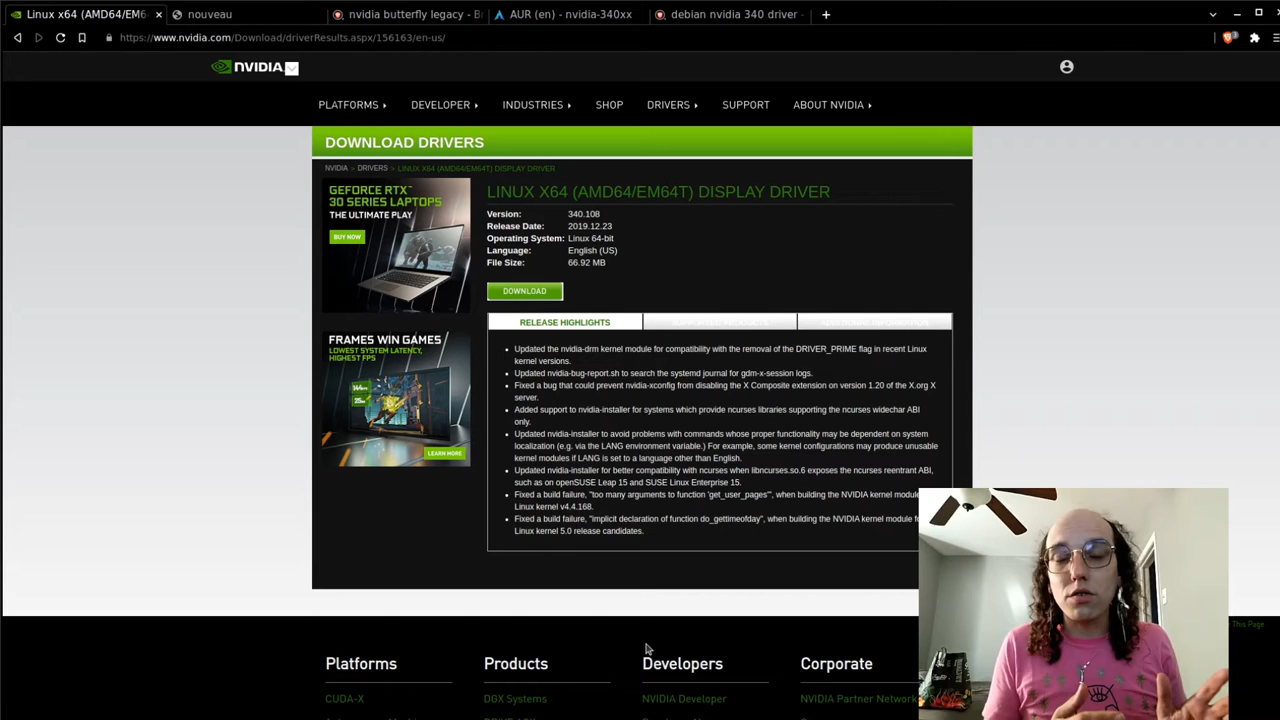 Linux x64 (AMD64/EM6
nouveau
nvidia butterfly legacy - Br
AUR (en) - nvidia-340xx
debian nvidia 340 driver -
https://www.nvidia.com/Download/driverResults.aspx/156163/en-us/
3
NVIDIA
PLATFORMS
DEVELOPER
INDUSTRIES
SHOP
DRIVERS
SUPPORT
ABOUT NVIDIA
DOWNLOAD DRIVERS
NVIDIA > DRIVERS > LINUX X64 (AMD64/EM64T) DISPLAY DRIVER
GEFORCE RTX™
30 SERIES LAPTOPS
THE ULTIMATE PLAY
BUY NOW
FRAMES WIN GAMES
LOWEST SYSTEM LATENCY,
HIGHEST FPS
LEARN MORE
LINUX X64 (AMD64/EM64T) DISPLAY DRIVER
Version: 340.108
Release Date: 2019.12.23
Operating System: Linux 64-bit
Language: English (US)
File Size: 66.92 MB
DOWNLOAD
RELEASE HIGHLIGHTS
Updated the nvidia-drm kernel module for compatibility with the removal of the DRIVER_PRIME flag in recent Linux
kernel versions.
Updated nvidia-bug-report.sh to search the systemd journal for gdm-x-session logs.
Fixed a bug that could prevent nvidia-xconfig from disabling the X Composite extension on version 1.20 of the X.org X
server.
Added support to nvidia-installer for systems which provide ncurses libraries supporting the ncurses widechar ABI
only.
Updated nvidia-installer to avoid problems with commands whose proper functionality may be dependent on system
localization (e.g. via the LANG environment variable.) For example, some kernel configurations may produce unusable
kernel modules if LANG is set to a language other than English.
Updated nvidia-installer for better compatibility with ncurses when libncurses.so.6 exposes the ncurses reentrant ABI,
such as on openSUSE Leap 15 and SUSE Linux Enterprise 15.
Fixed a build failure, "too many arguments to function 'get_user_pages'", when building the NVIDIA kernel module
Linux kernel v4.4.168.
Fixed a build failure, "implicit declaration of function do_gettimeofday", when building the NVIDIA kernel module fo
Linux kernel 5.0 release candidates.
This Page
Platforms
Products
Developers
Corporate
CUDA-X
DGX Systems
NVIDIA Developer
NVIDIA Partner Network